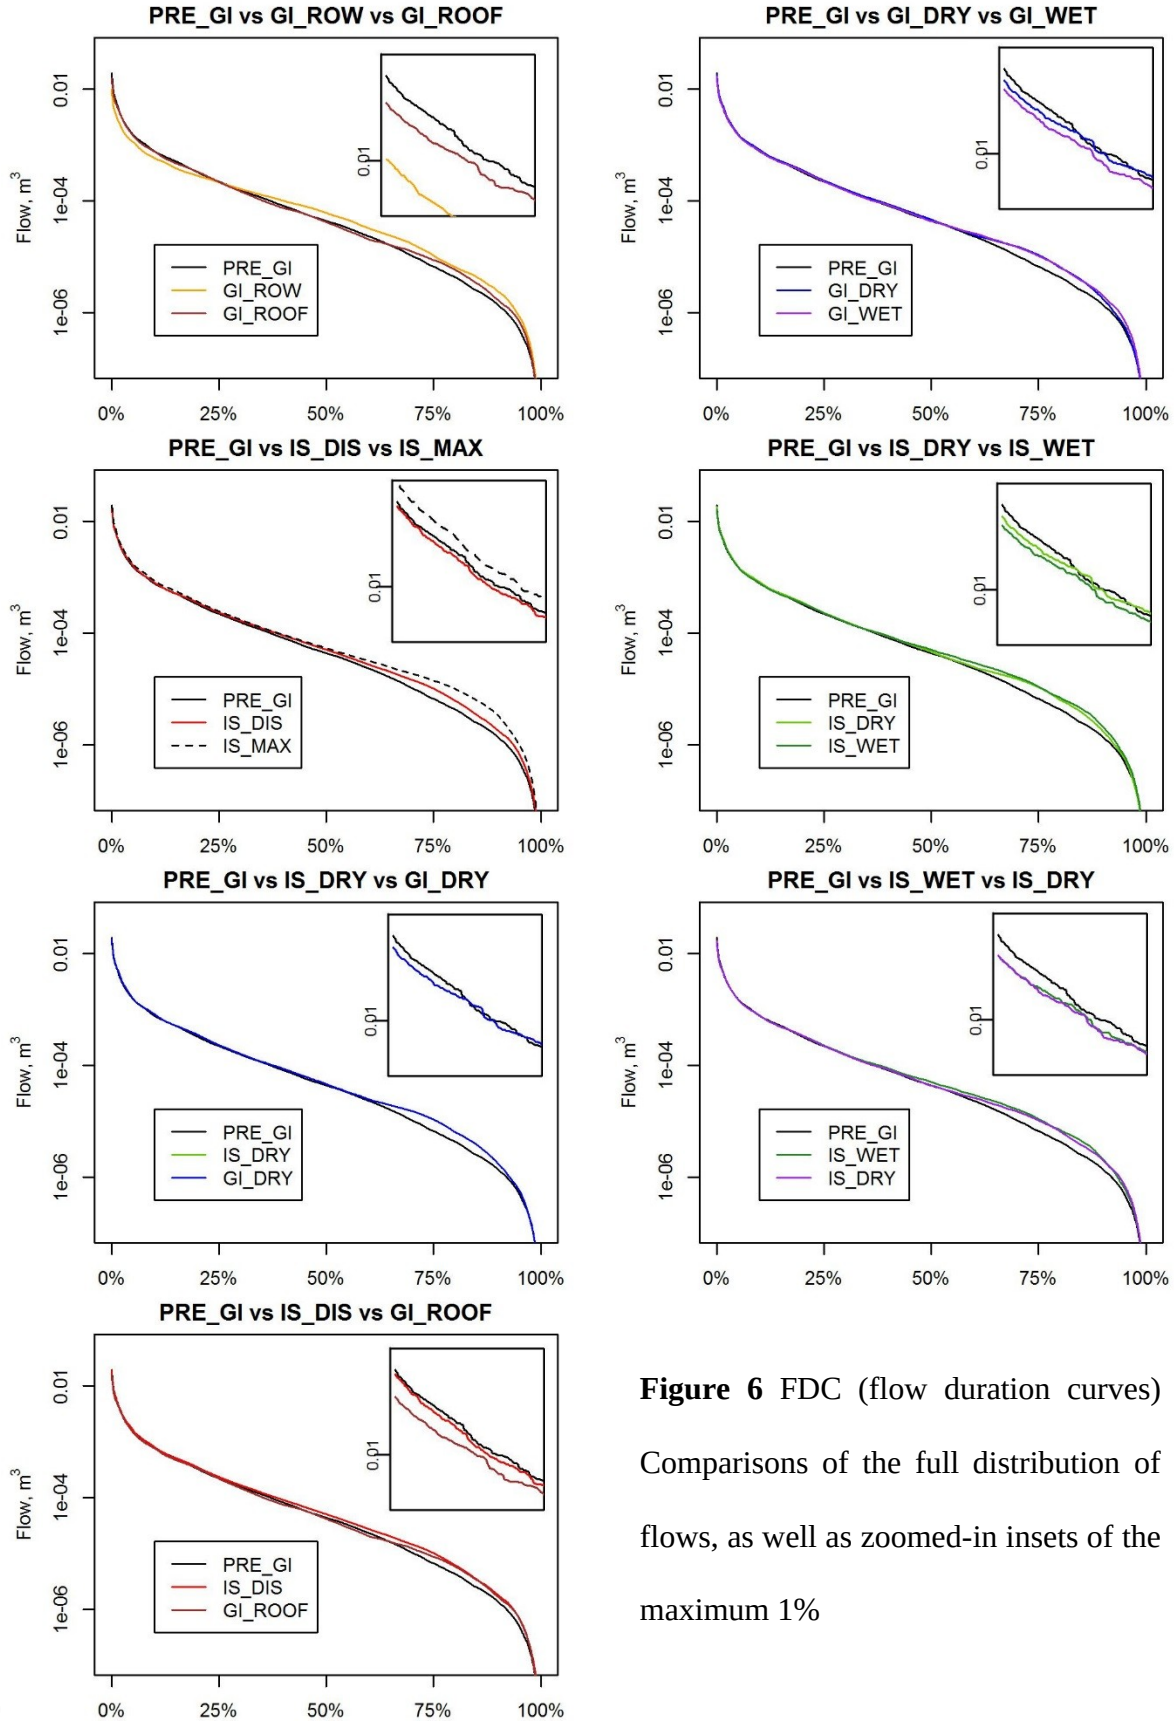 PRE_GI vs GI_ROW vs GI_ROOF
Flow, m³
0.01
1e-04
1e-06
0.01
PRE_GI
GI_ROW
GI_ROOF
0% 25% 50% 75% 100%
PRE_GI vs GI_DRY vs GI_WET
Flow, m³
0.01
1e-04
1e-06
0.01
PRE_GI
GI_DRY
GI_WET
0% 25% 50% 75% 100%
PRE_GI vs IS_DIS vs IS_MAX
Flow, m³
0.01
1e-04
1e-06
0.01
PRE_GI
IS_DIS
IS_MAX
0% 25% 50% 75% 100%
PRE_GI vs IS_DRY vs IS_WET
Flow, m³
0.01
1e-04
1e-06
0.01
PRE_GI
IS_DRY
IS_WET
0% 25% 50% 75% 100%
PRE_GI vs IS_DRY vs GI_DRY
Flow, m³
0.01
1e-04
1e-06
0.01
PRE_GI
IS_DRY
GI_DRY
0% 25% 50% 75% 100%
PRE_GI vs IS_WET vs IS_DRY
Flow, m³
0.01
1e-04
1e-06
0.01
PRE_GI
IS_WET
IS_DRY
0% 25% 50% 75% 100%
PRE_GI vs IS_DIS vs GI_ROOF
Flow, m³
0.01
1e-04
1e-06
0.01
PRE_GI
IS_DIS
GI_ROOF
0% 25% 50% 75% 100%
Figure 6 FDC (flow duration curves)
Comparisons of the full distribution of
flows, as well as zoomed-in insets of the
maximum 1%